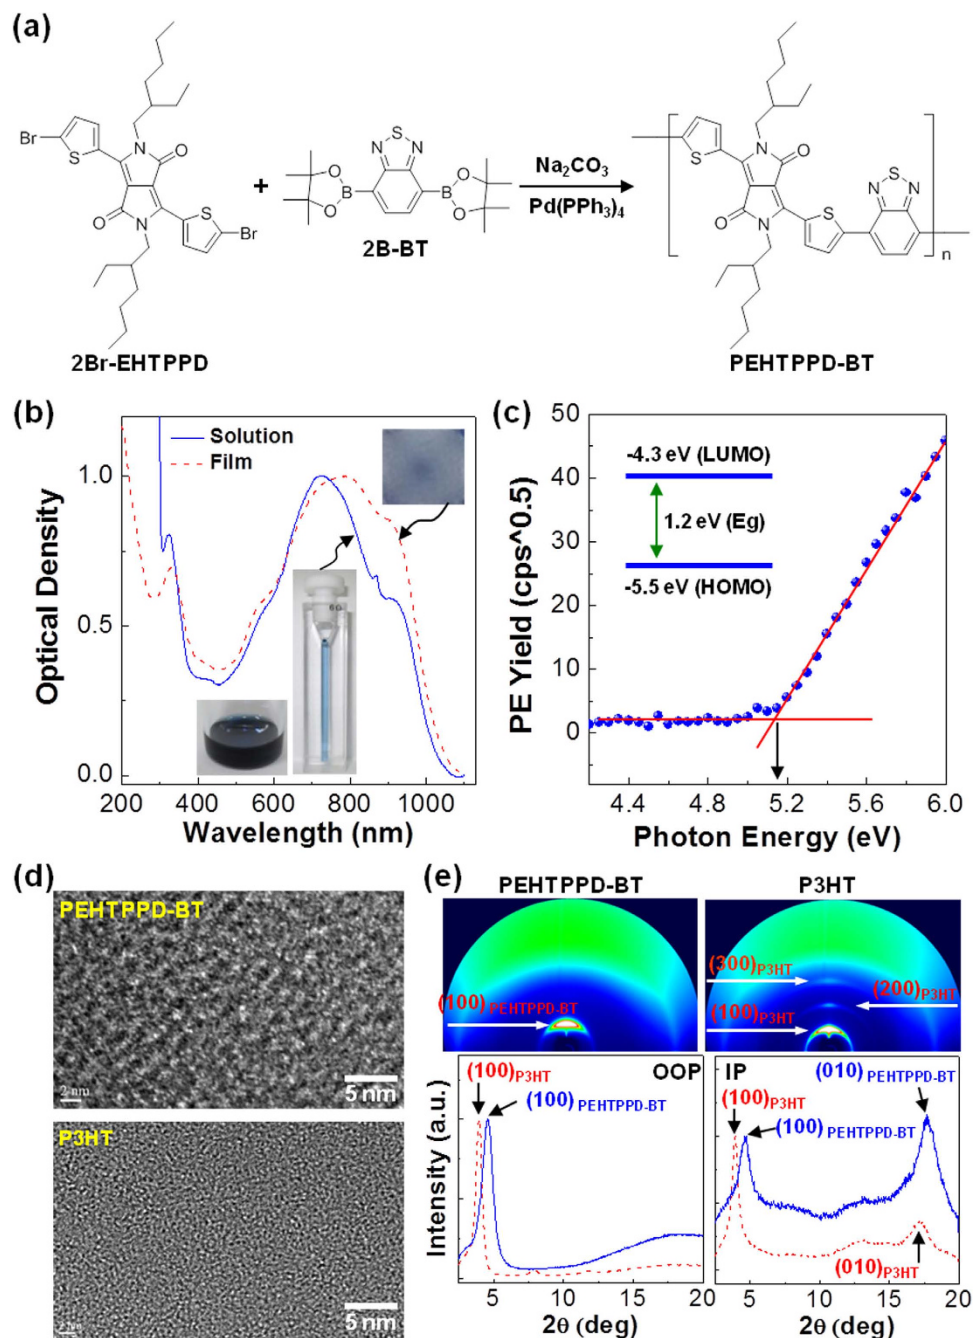 (a)
Br
S
N
O
O
N
S
Br
2Br-EHTPPD
+
S
N N
O B B O
O O
2B-BT
Na₂CO₃
Pd(PPh₃)₄
S
N
O
S
N N
O
N
S
n
PEHTPPD-BT
(b)
Solution
Film
1.0
0.5
0.0
Optical Density
200 400 600 800 1000
Wavelength (nm)
(c)
50
40
30
20
10
0
PE Yield (cps^0.5)
-4.3 eV (LUMO)
1.2 eV (Eg)
-5.5 eV (HOMO)
4.4 4.8 5.2 5.6 6.0
Photon Energy (eV)
(d)
PEHTPPD-BT
2 nm
5 nm
P3HT
5 nm
(e)
PEHTPPD-BT
P3HT
(100)PEHTPPD-BT
(300)P3HT
(200)P3HT
(100)P3HT
OOP
(100)P3HT
(100)PEHTPPD-BT
Intensity (a.u.)
5 10 15 20
2θ (deg)
IP
(010)PEHTPPD-BT
(100)P3HT
(100)PEHTPPD-BT
(010)P3HT
5 10 15 20
2θ (deg)